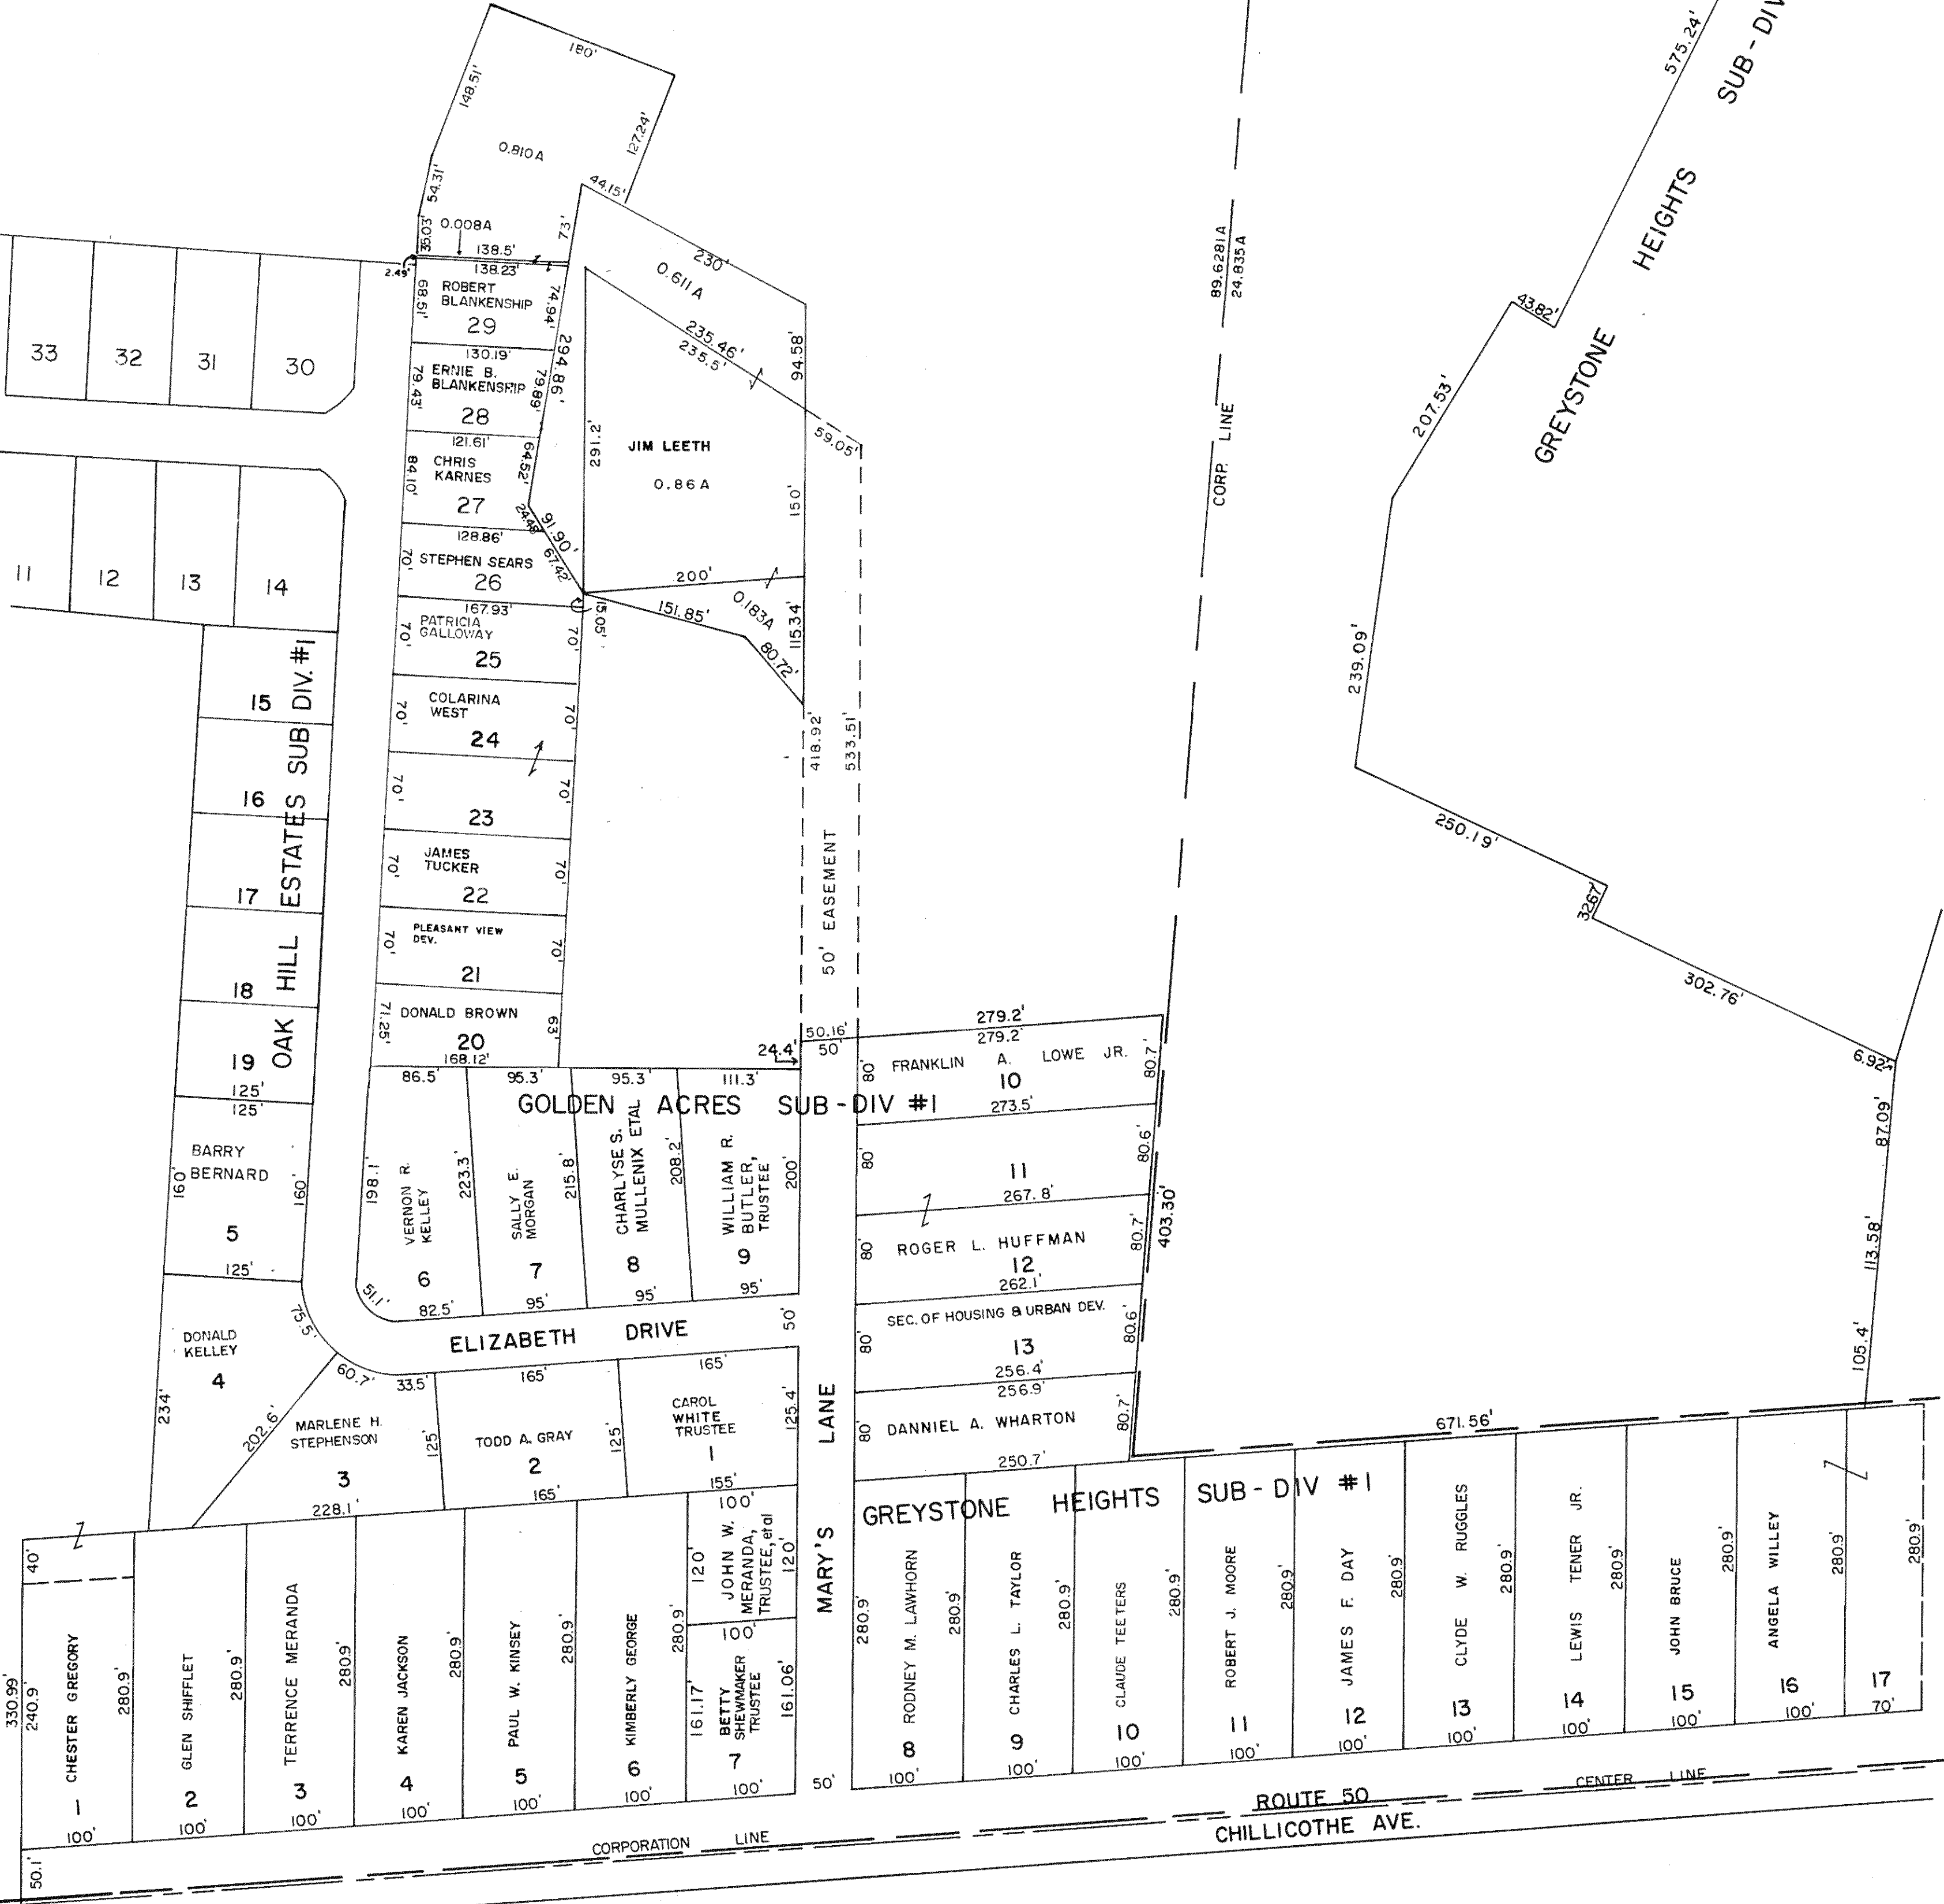 180'
148.51'
127.24'
0.810A
54.31'
44.15'
35.03'
0.008A
73'
138.5'
138.23'
2.49'
ROBERT
BLANKENSHIP
29
68.51'
74.94'
130.19'
ERNIE B.
BLANKENSHIP
28
79.43'
79.89'
294.86'
121.61'
CHRIS
KARNES
27
84.10'
64.52'
24.48'
91.90'
67.42'
128.86'
STEPHEN SEARS
26
70'
167.93'
15.05'
PATRICIA
GALLOWAY
25
70'
70'
COLARINA
WEST
24
70'
70'
23
70'
70'
JAMES
TUCKER
22
70'
70'
PLEASANT VIEW
DEV.
21
70'
70'
DONALD BROWN
20
71.25'
63'
168.12'
33
32
31
30
11
12
13
14
15
16
17
18
19
125'
OAK HILL ESTATES SUB DIV. #1
230'
0.611 A
235.46'
235.5'
94.58'
59.05'
262.2'
JIM LEETH
0.86 A
150'
200'
0.183A
151.85'
80.72'
115.34'
418.92'
533.51'
50' EASEMENT
50.16'
50'
24.4'
89.6281A
24.835A
CORP. LINE
575.24'
GREYSTONE HEIGHTS SUB-DIV
43.82'
207.53'
239.09'
250.19'
32.67'
302.76'
6.92'
87.09'
113.58'
105.4'
671.56'
403.30'
GOLDEN ACRES SUB-DIV #1
125'
BARRY
BERNARD
5
160'
160'
125'
DONALD
KELLEY
4
75.5'
234'
202.6'
60.7'
33.5'
MARLENE H.
STEPHENSON
3
228.1'
125'
165'
TODD A. GRAY
2
165'
125'
165'
CAROL
WHITE
TRUSTEE
1
155'
125.4'
86.5'
198.1'
VERNON R.
KELLEY
6
51.1'
82.5'
223.3'
95.3'
SALLY E.
MORGAN
7
95'
215.8'
95.3'
CHARLYSE S.
MULLENIX ETAL
8
95'
208.2'
111.3'
WILLIAM R.
BUTLER,
TRUSTEE
9
95'
200'
ELIZABETH DRIVE
50'
279.2'
279.2'
FRANKLIN A. LOWE JR.
10
80'
80.7'
273.5'
11
80'
80.6'
267.8'
ROGER L. HUFFMAN
12
80'
80.7'
262.1'
SEC. OF HOUSING & URBAN DEV.
13
80'
80.6'
256.4'
256.9'
DANNIEL A. WHARTON
80'
80.7'
250.7'
MARY'S LANE
GREYSTONE HEIGHTS SUB-DIV #1
40'
330.99'
240.9'
CHESTER GREGORY
1
100'
50.1'
280.9'
GLEN SHIFFLET
2
100'
280.9'
TERRENCE MERANDA
3
100'
280.9'
KAREN JACKSON
4
100'
280.9'
PAUL W. KINSEY
5
100'
280.9'
KIMBERLY GEORGE
6
100'
280.9'
100'
120'
JOHN W.
MERANDA,
TRUSTEE, etal
120'
100'
161.17'
BETTY
SHEWMAKER
TRUSTEE
161.06'
7
100'
50'
280.9'
RODNEY M. LAWHORN
8
100'
280.9'
CHARLES L. TAYLOR
9
100'
280.9'
CLAUDE TEETERS
10
100'
280.9'
ROBERT J. MOORE
11
100'
280.9'
JAMES F. DAY
12
100'
280.9'
CLYDE W. RUGGLES
13
100'
280.9'
LEWIS TENER JR.
14
100'
280.9'
JOHN BRUCE
15
100'
280.9'
ANGELA WILLEY
16
100'
280.9'
17
70'
280.9'
CENTER LINE
ROUTE 50
CORPORATION LINE
CHILLICOTHE AVE.